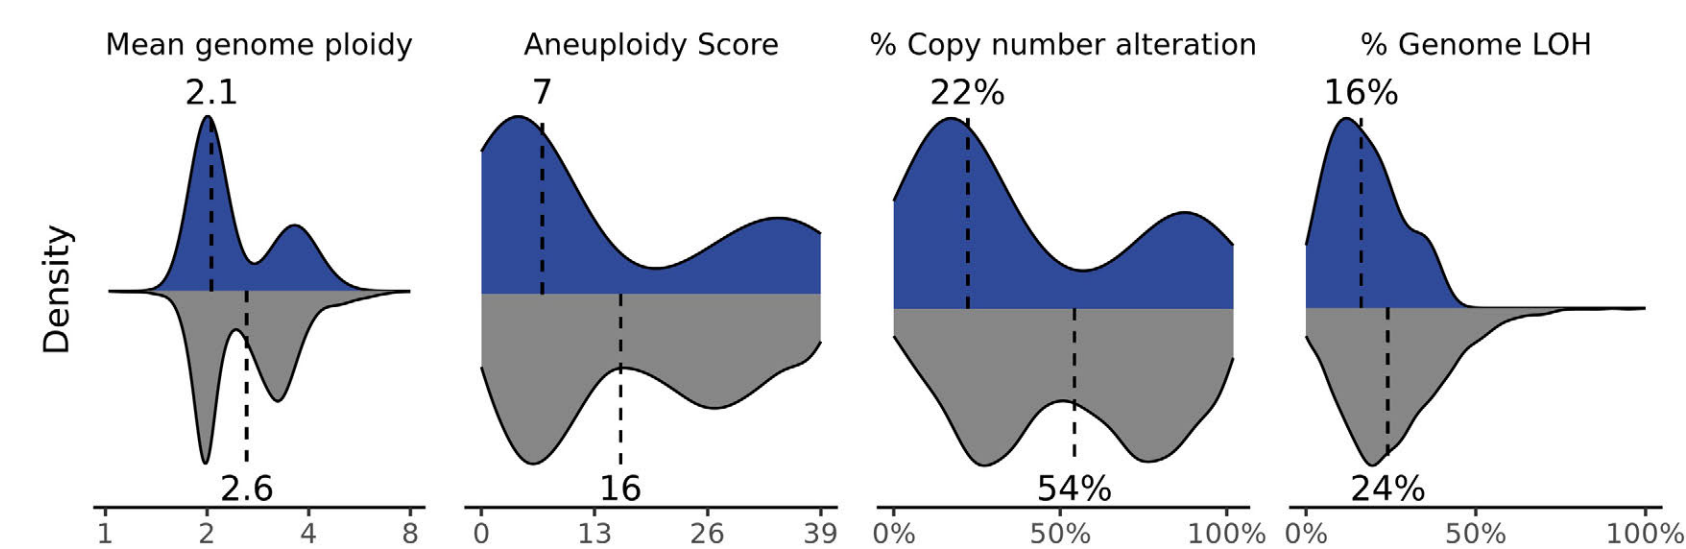 Mean genome ploidy
Aneuploidy Score
% Copy number alteration
% Genome LOH
2.1
7
22%
16%
Density
2.6
16
54%
24%
1 2 4 8
0 13 26 39
0% 50% 100%
0% 50% 100%